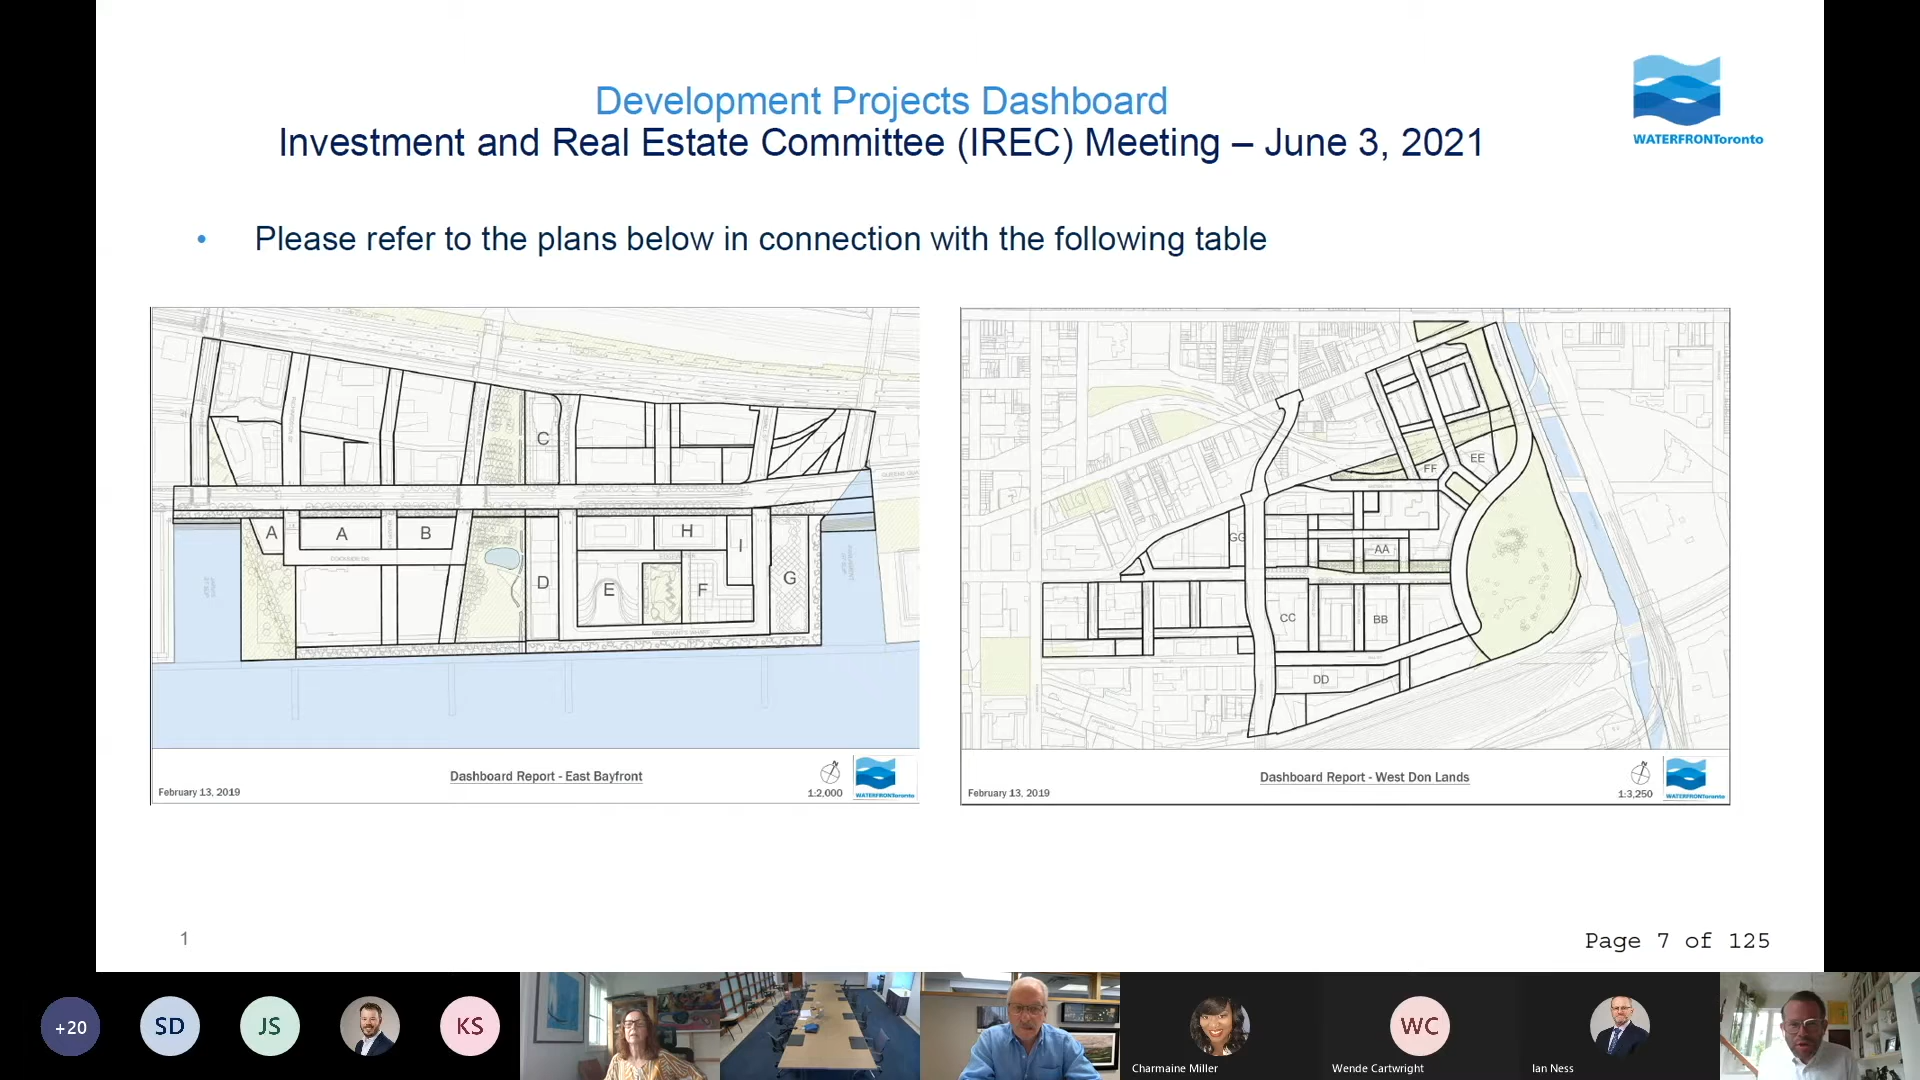 Development Projects Dashboard
Investment and Real Estate Committee (IREC) Meeting – June 3, 2021
WATERFRONToronto
• Please refer to the plans below in connection with the following table
C
A
A
B
H
I
D
E
F
G
February 13, 2019
Dashboard Report - East Bayfront
1:2,000
WATERFRONToronto
FF
EE
GG
AA
CC
BB
DD
February 13, 2019
Dashboard Report - West Don Lands
1:3,250
WATERFRONToronto
1
Page 7 of 125
+20
SD
JS
KS
WC
Charmaine Miller
Wende Cartwright
Ian Ness